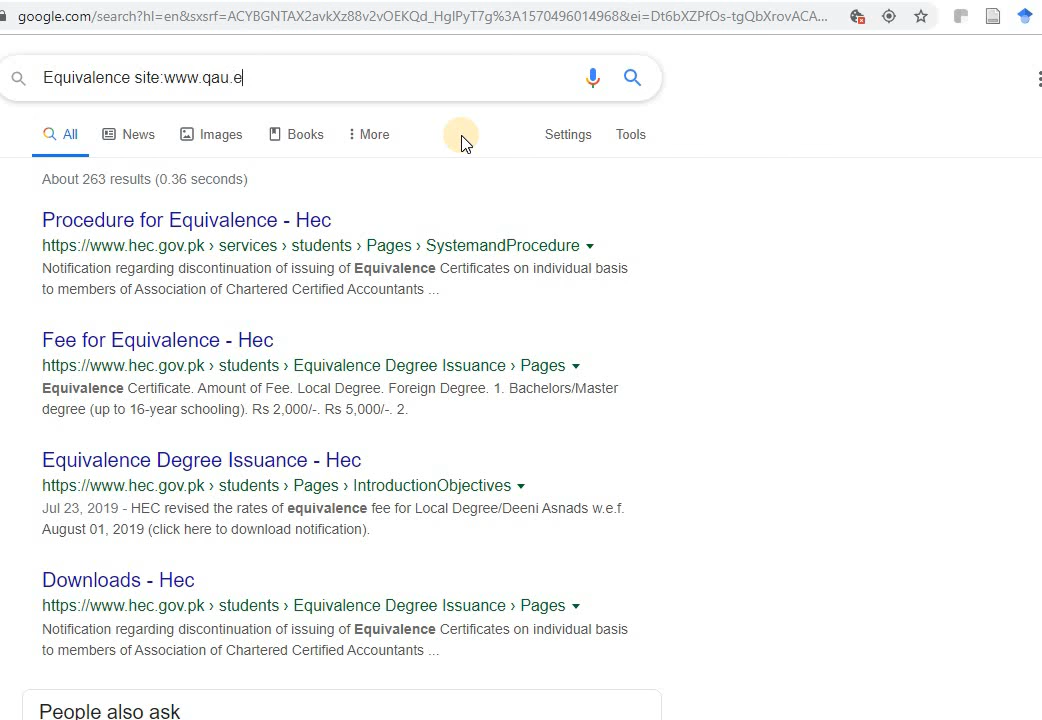 google.com/search?hl=en&sxsrf=ACYBGNTAX2avkXz88v2vOEKQd_HglPyT7g%3A1570496014968&ei=Dt6bXZPfOs-tgQbXrovACA...
Equivalence site:www.qau.e
All News Images Books More Settings Tools
About 263 results (0.36 seconds)
Procedure for Equivalence - Hec
https://www.hec.gov.pk › services › students › Pages › SystemandProcedure
Notification regarding discontinuation of issuing of Equivalence Certificates on individual basis
to members of Association of Chartered Certified Accountants ...
Fee for Equivalence - Hec
https://www.hec.gov.pk › students › Equivalence Degree Issuance › Pages
Equivalence Certificate. Amount of Fee. Local Degree. Foreign Degree. 1. Bachelors/Master
degree (up to 16-year schooling). Rs 2,000/-. Rs 5,000/-. 2.
Equivalence Degree Issuance - Hec
https://www.hec.gov.pk › students › Pages › IntroductionObjectives
Jul 23, 2019 - HEC revised the rates of equivalence fee for Local Degree/Deeni Asnads w.e.f.
August 01, 2019 (click here to download notification).
Downloads - Hec
https://www.hec.gov.pk › students › Equivalence Degree Issuance › Pages
Notification regarding discontinuation of issuing of Equivalence Certificates on individual basis
to members of Association of Chartered Certified Accountants ...
People also ask